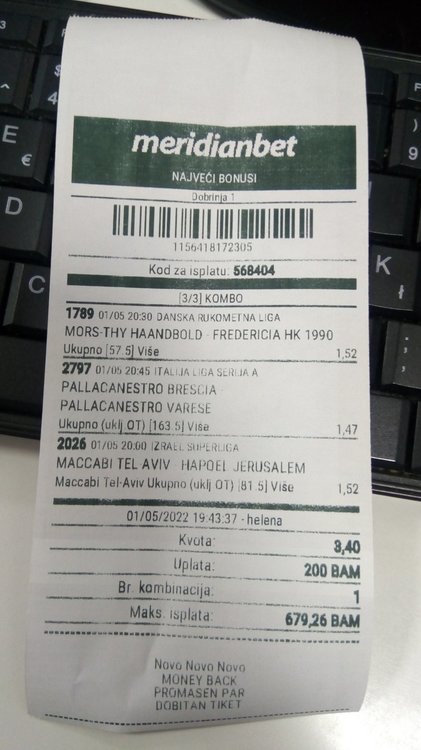 meridianbet
NAJVEĆI BONUSI
Dobrinja 1
1156418172305
Kod za isplatu: 568404
[3/3] KOMBO
1789 01/05 20:30 DANSKA RUKOMETNA LIGA
MORS-THY HAANDBOLD - FREDERICIA HK 1990
Ukupno [57.5] Više 1,52
2797 01/05 20:45 ITALIJA LIGA SERIJA A
PALLACANESTRO BRESCIA -
PALLACANESTRO VARESE
Ukupno (uklj OT) [163.5] Više 1,47
2026 01/05 20:00 IZRAEL SUPERLIGA
MACCABI TEL AVIV - HAPOEL JERUSALEM
Maccabi Tel-Aviv Ukupno (uklj OT) [81.5] Više 1,52
01/05/2022 19:43:37 - helena
Kvota: 3,40
Uplata: 200 BAM
Br. kombinacija: 1
Maks. isplata: 679,26 BAM
Novo Novo Novo
MONEY BACK
PROMAŠEN PAR
DOBITAN TIKET
3
$
4
E
€
D
C
F
)
9
K
ł
:
;